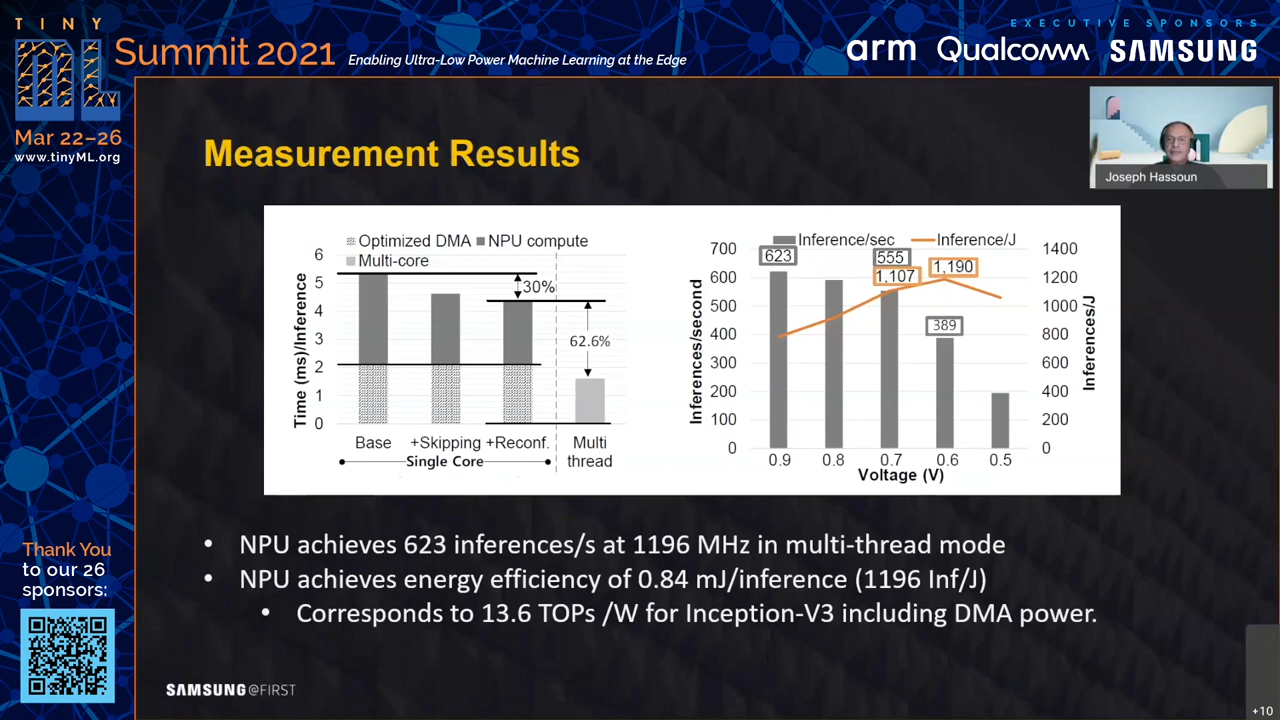 TINY
ML
Summit 2021
Enabling Ultra-Low Power Machine Learning at the Edge
EXECUTIVE SPONSORS
arm Qualcomm SAMSUNG
Mar 22–26
www.tinyML.org
Measurement Results
Joseph Hassoun
Optimized DMA NPU compute
Multi-core
Time (ms)/Inference
6
5
4
3
2
1
0
30%
62.6%
Base +Skipping +Reconf. Multi thread
Single Core
Inference/sec Inference/J
Inferences/second
700
600
500
400
300
200
100
0
623
555
1,107
1,190
389
1400
1200
1000
800
600
400
200
0
Inferences/J
0.9 0.8 0.7 0.6 0.5
Voltage (V)
• NPU achieves 623 inferences/s at 1196 MHz in multi-thread mode
• NPU achieves energy efficiency of 0.84 mJ/inference (1196 Inf/J)
• Corresponds to 13.6 TOPs /W for Inception-V3 including DMA power.
Thank You
to our 26
sponsors:
SAMSUNG@FIRST
+10